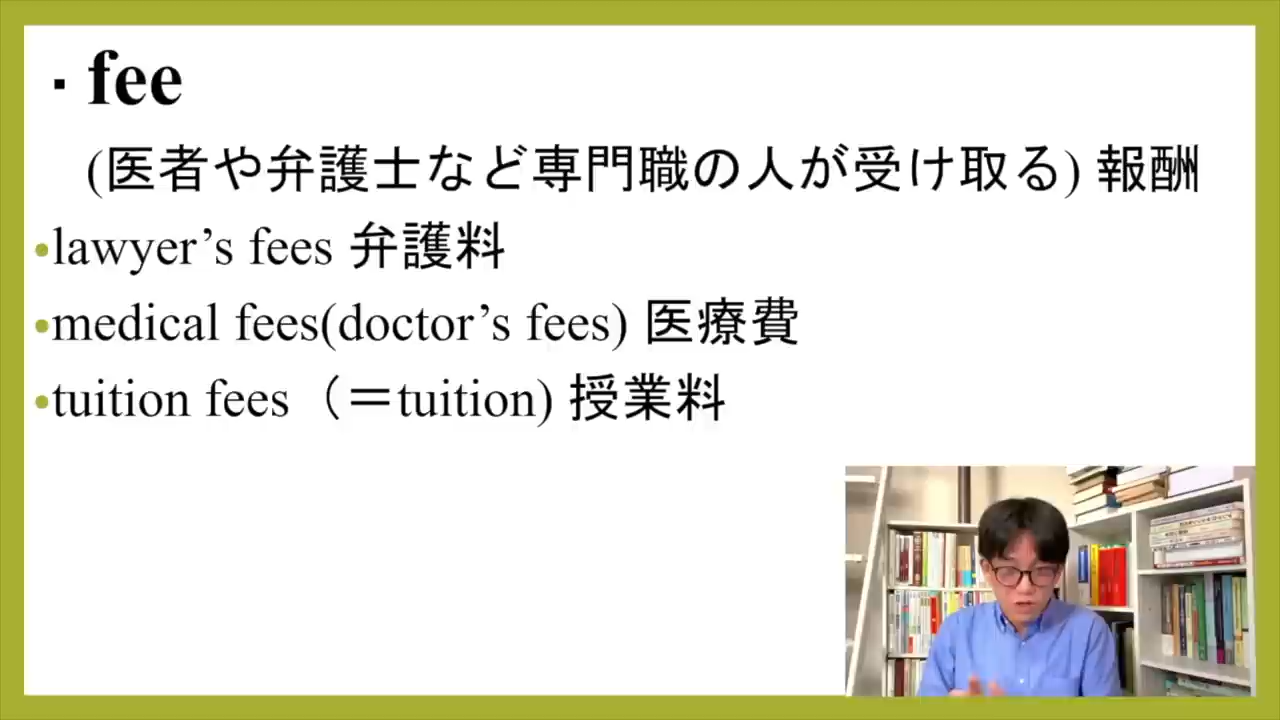 ▪ fee
(医者や弁護士など専門職の人が受け取る) 報酬
•lawyer’s fees 弁護料
•medical fees(doctor’s fees) 医療費
•tuition fees（＝tuition) 授業料